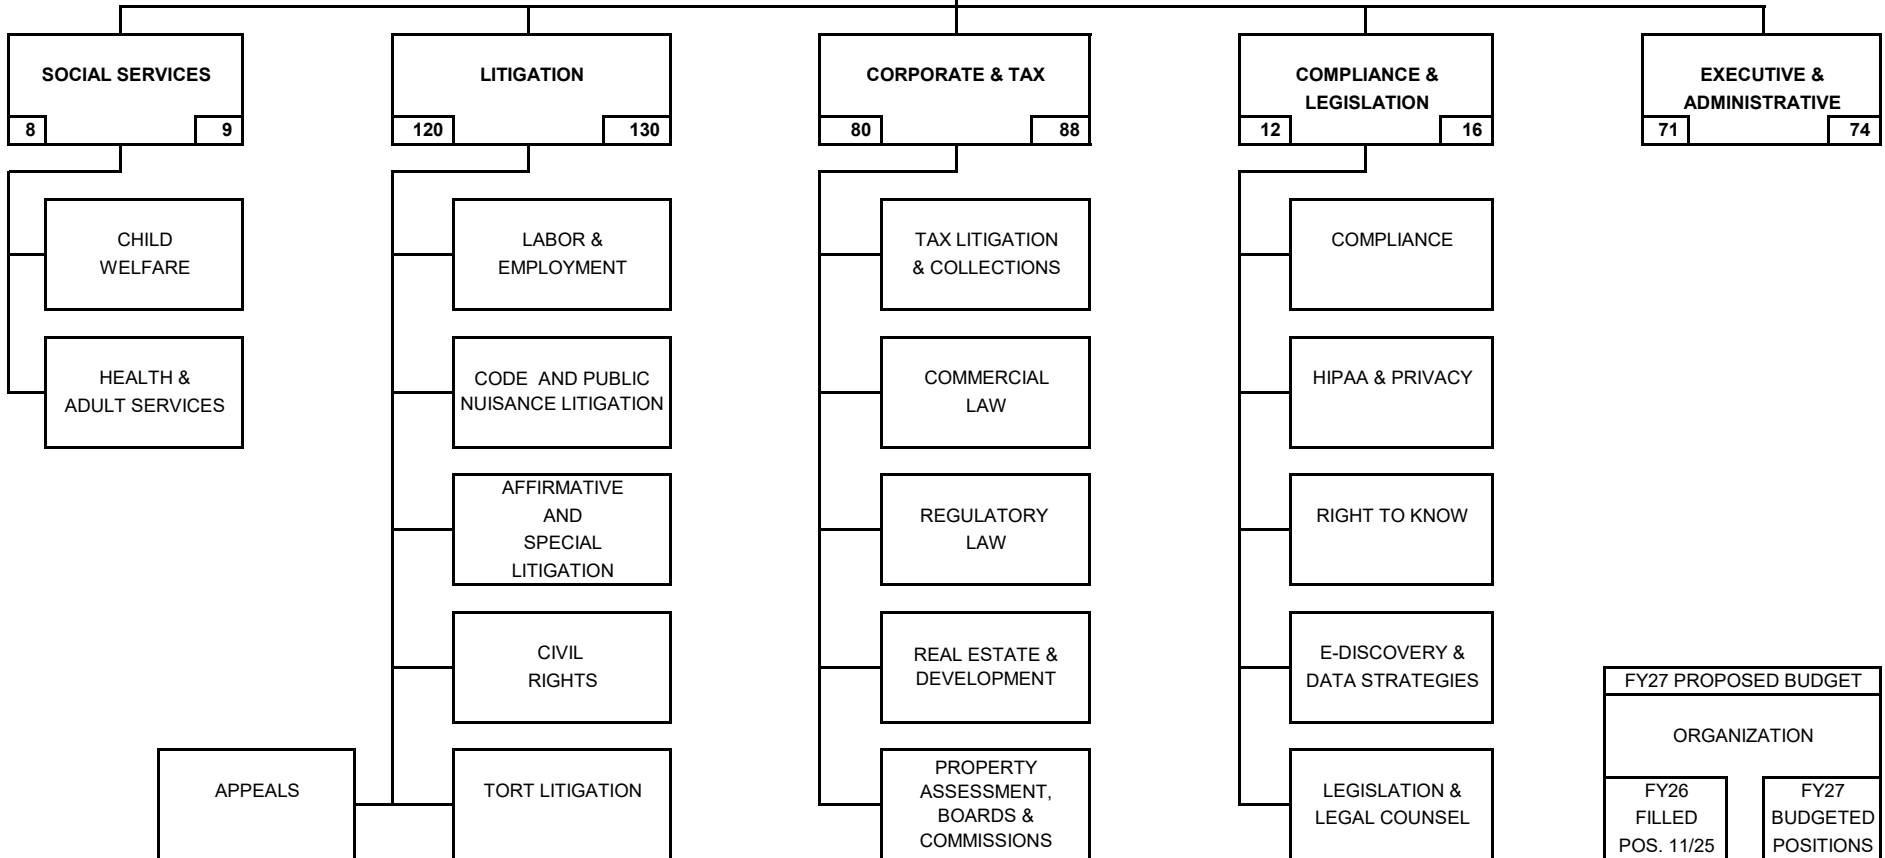 SOCIAL SERVICES
8
9
LITIGATION
120
130
CORPORATE & TAX
80
88
COMPLIANCE &
LEGISLATION
12
16
EXECUTIVE &
ADMINISTRATIVE
71
74
CHILD
WELFARE
HEALTH &
ADULT SERVICES
LABOR &
EMPLOYMENT
CODE AND PUBLIC
NUISANCE LITIGATION
AFFIRMATIVE
AND
SPECIAL
LITIGATION
CIVIL
RIGHTS
APPEALS
TORT LITIGATION
TAX LITIGATION
& COLLECTIONS
COMMERCIAL
LAW
REGULATORY
LAW
REAL ESTATE &
DEVELOPMENT
PROPERTY
ASSESSMENT,
BOARDS &
COMMISSIONS
COMPLIANCE
HIPAA & PRIVACY
RIGHT TO KNOW
E-DISCOVERY &
DATA STRATEGIES
LEGISLATION &
LEGAL COUNSEL
FY27 PROPOSED BUDGET
ORGANIZATION
FY26
FILLED
POS. 11/25
FY27
BUDGETED
POSITIONS